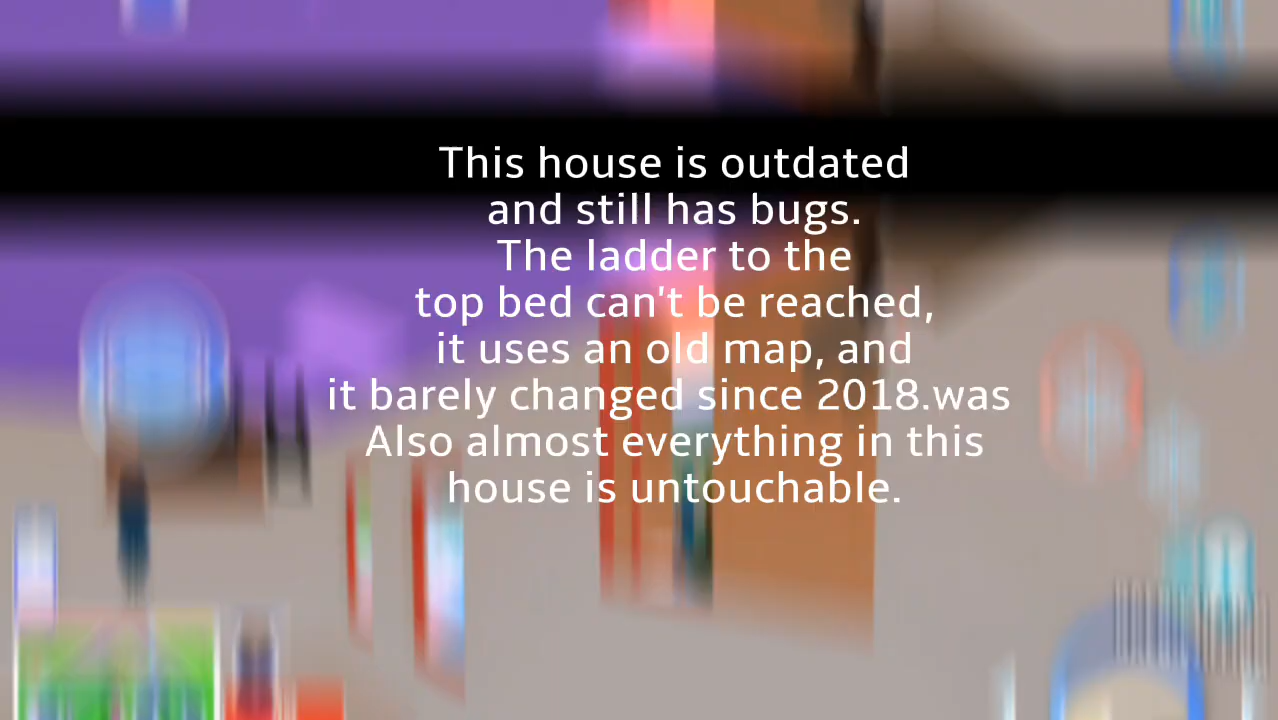 This house is outdated
and still has bugs.
The ladder to the
top bed can't be reached,
it uses an old map, and
it barely changed since 2018.was
Also almost everything in this
house is untouchable.